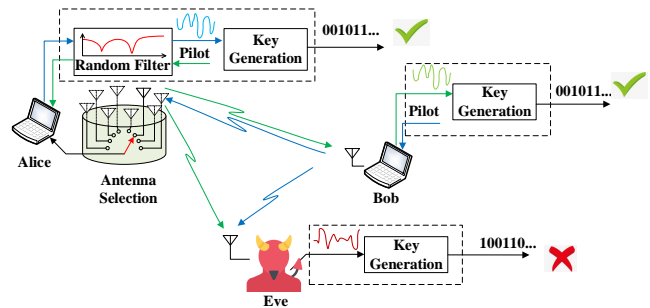 Random Filter
Pilot
Key
Generation
001011...
Alice
Antenna
Selection
Pilot
Key
Generation
001011...
Bob
Eve
Key
Generation
100110...